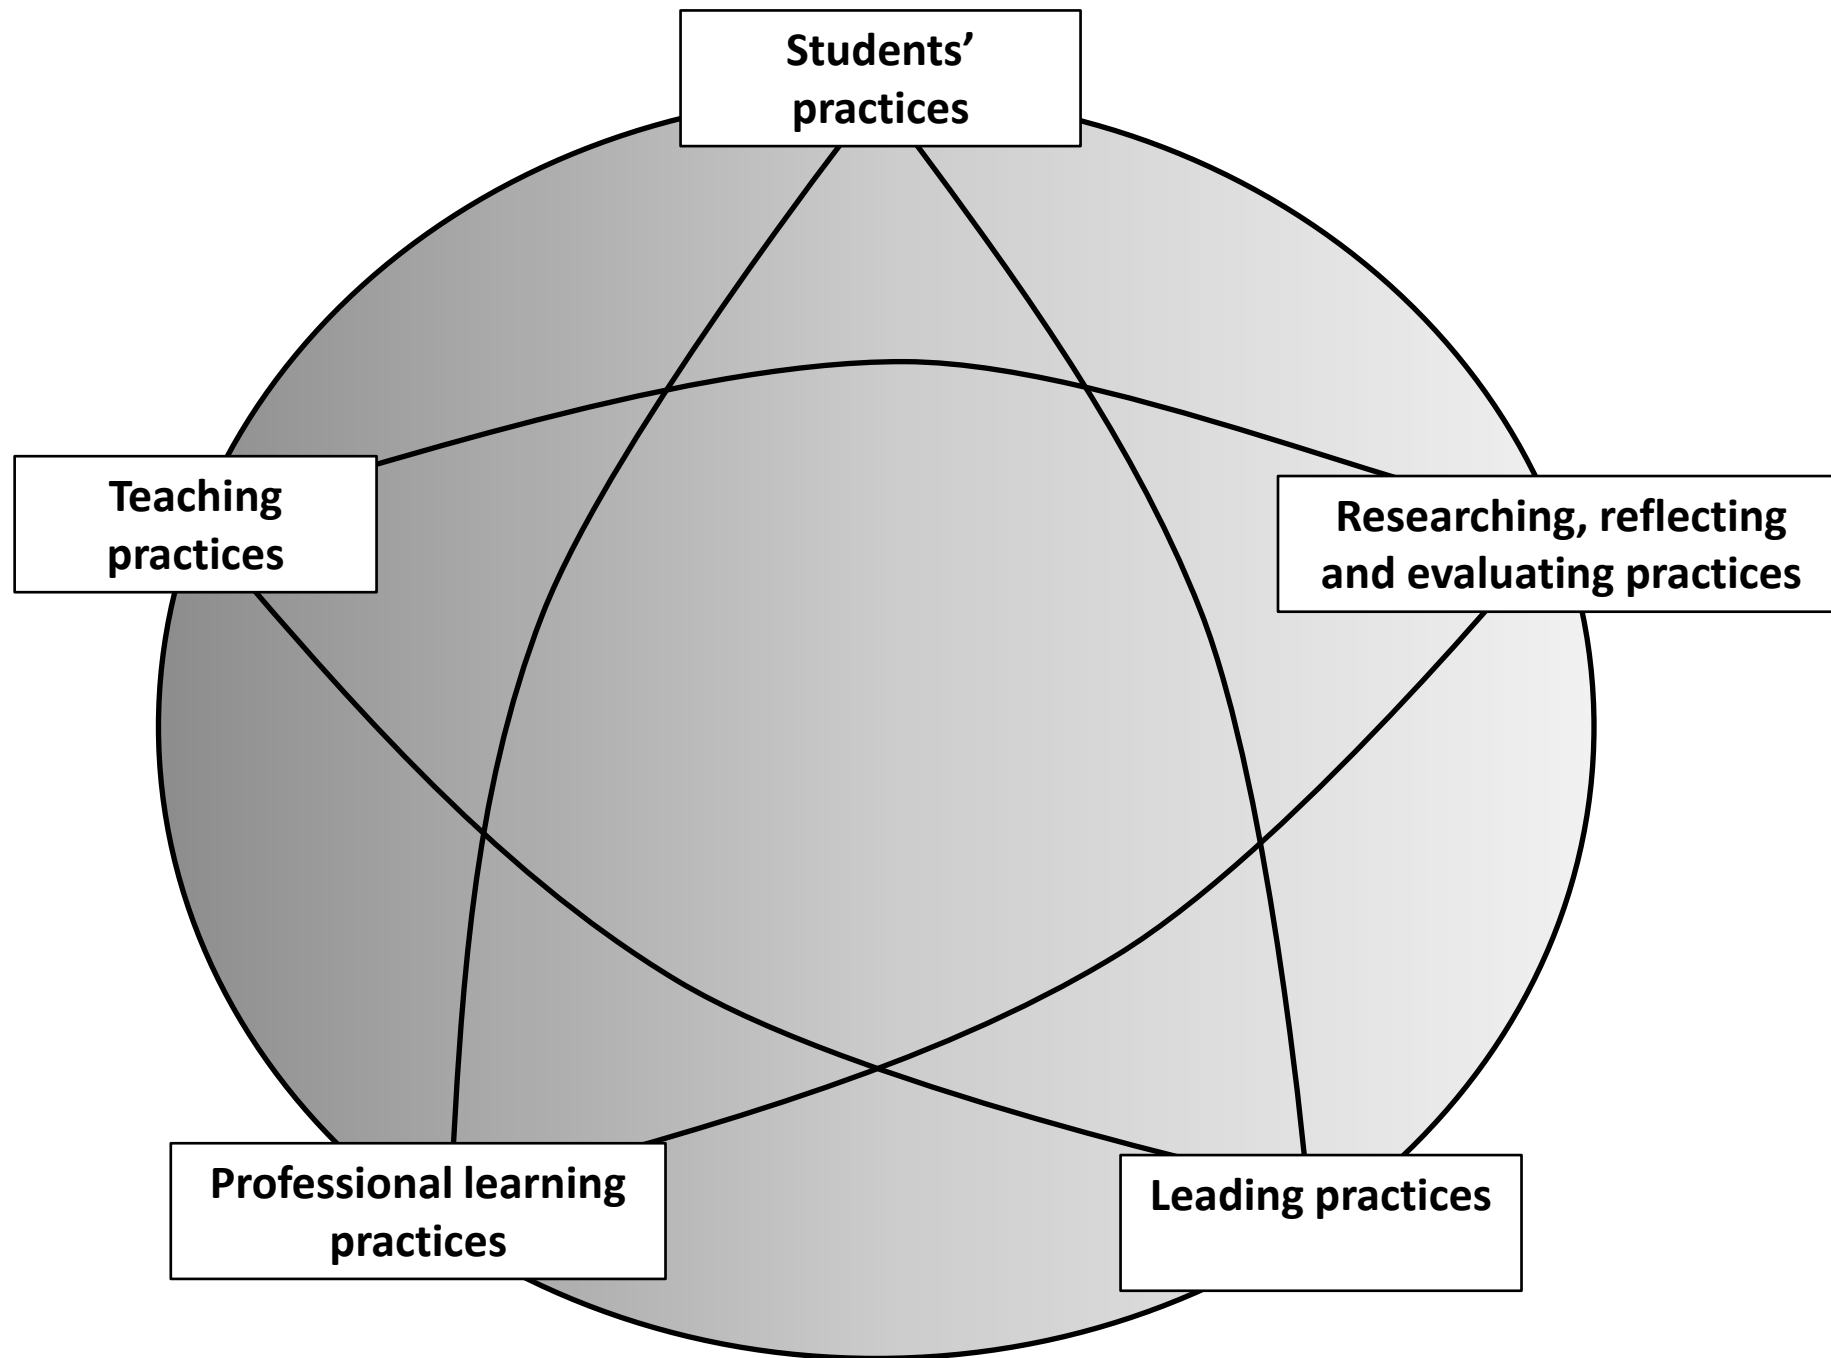 Students’
practices
Teaching
practices
Researching, reflecting
and evaluating practices
Professional learning
practices
Leading practices